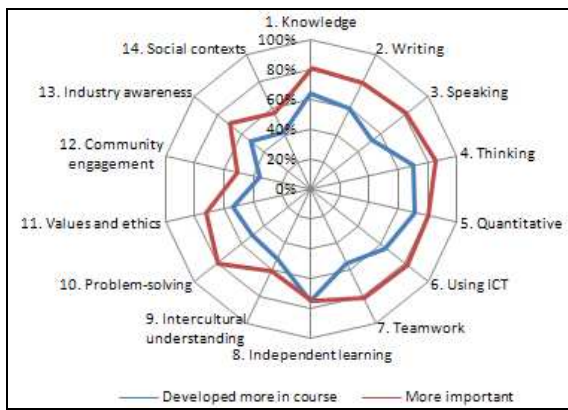 1. Knowledge
100%
14. Social contexts
2. Writing
80%
13. Industry awareness
3. Speaking
60%
40%
12. Community
engagement
4. Thinking
20%
0%
11. Values and ethics
5. Quantitative
10. Problem-solving
6. Using ICT
9. Intercultural
understanding
7. Teamwork
8. Independent learning
Developed more in course
More important